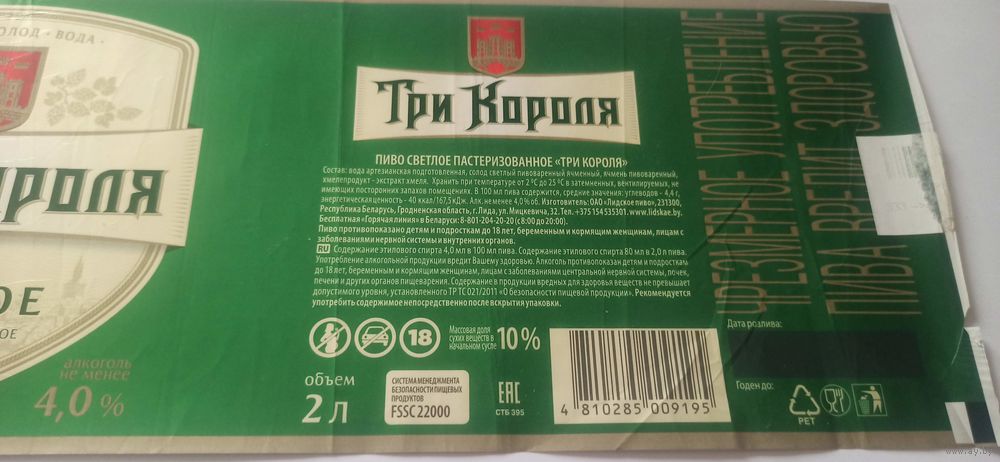 ОЛОД · ВОДА ·
ороля
ОЕ
ОЕ
алкоголь
не менее
4,0 %
Три Короля
ПИВО СВЕТЛОЕ ПАСТЕРИЗОВАННОЕ «ТРИ КОРОЛЯ»
Состав: вода артезианская подготовленная, солод светлый пивоваренный ячменный, ячмень пивоваренный,
хмелепродукт - экстракт хмеля. Хранить при температуре от 2 °С до 25 °С в затемненных, вентилируемых, не
имеющих посторонних запахов помещениях. В 100 мл пива содержится, средние значения: углеводов – 4,4 г,
энергетическая ценность - 40 ккал/167,5 кДж. Алк. не менее 4,0% об. Изготовитель: ОАО «Лидское пиво», 231300,
Республика Беларусь, Гродненская область, г.Лида, ул. Мицкевича, 32. Тел. +375 154 535301. www.lidskae.by.
Бесплатная «Горячая линия» в Беларуси: 8-801-204-20-20 (с 8:00 до 20:00).
Пиво противопоказано детям и подросткам до 18 лет, беременным и кормящим женщинам, лицам с
заболеваниями нервной системы и внутренних органов.
RU Содержание этилового спирта 4,0 мл в 100 мл пива. Содержание этилового спирта 80 мл в 2,0 л пива.
Употребление алкогольной продукции вредит Вашему здоровью. Алкоголь противопоказан детям и подросткам
до 18 лет, беременным и кормящим женщинам, лицам с заболеваниями центральной нервной системы, почек,
печени и других органов пищеварения. Содержание в продукции вредных для здоровья веществ не превышает
допустимого уровня, установленного ТР ТС 021/2011 «О безопасности пищевой продукции». Рекомендуется
употребить содержимое непосредственно после вскрытия упаковки.
18
Массовая доля
сухих веществ в
начальном сусле
10%
объем
2 л
СИСТЕМА МЕНЕДЖМЕНТА
БЕЗОПАСНОСТИ ПИЩЕВЫХ
ПРОДУКТОВ
FSSC 22000
ЕАС
СТБ 395
4 810285 009195
ЧРЕЗМЕРНОЕ УПОТРЕБЛЕНИЕ
ПИВА ВРЕДИТ ЗДОРОВЬЮ
Дата розлива:
Годен до:
PET
www.ay.by